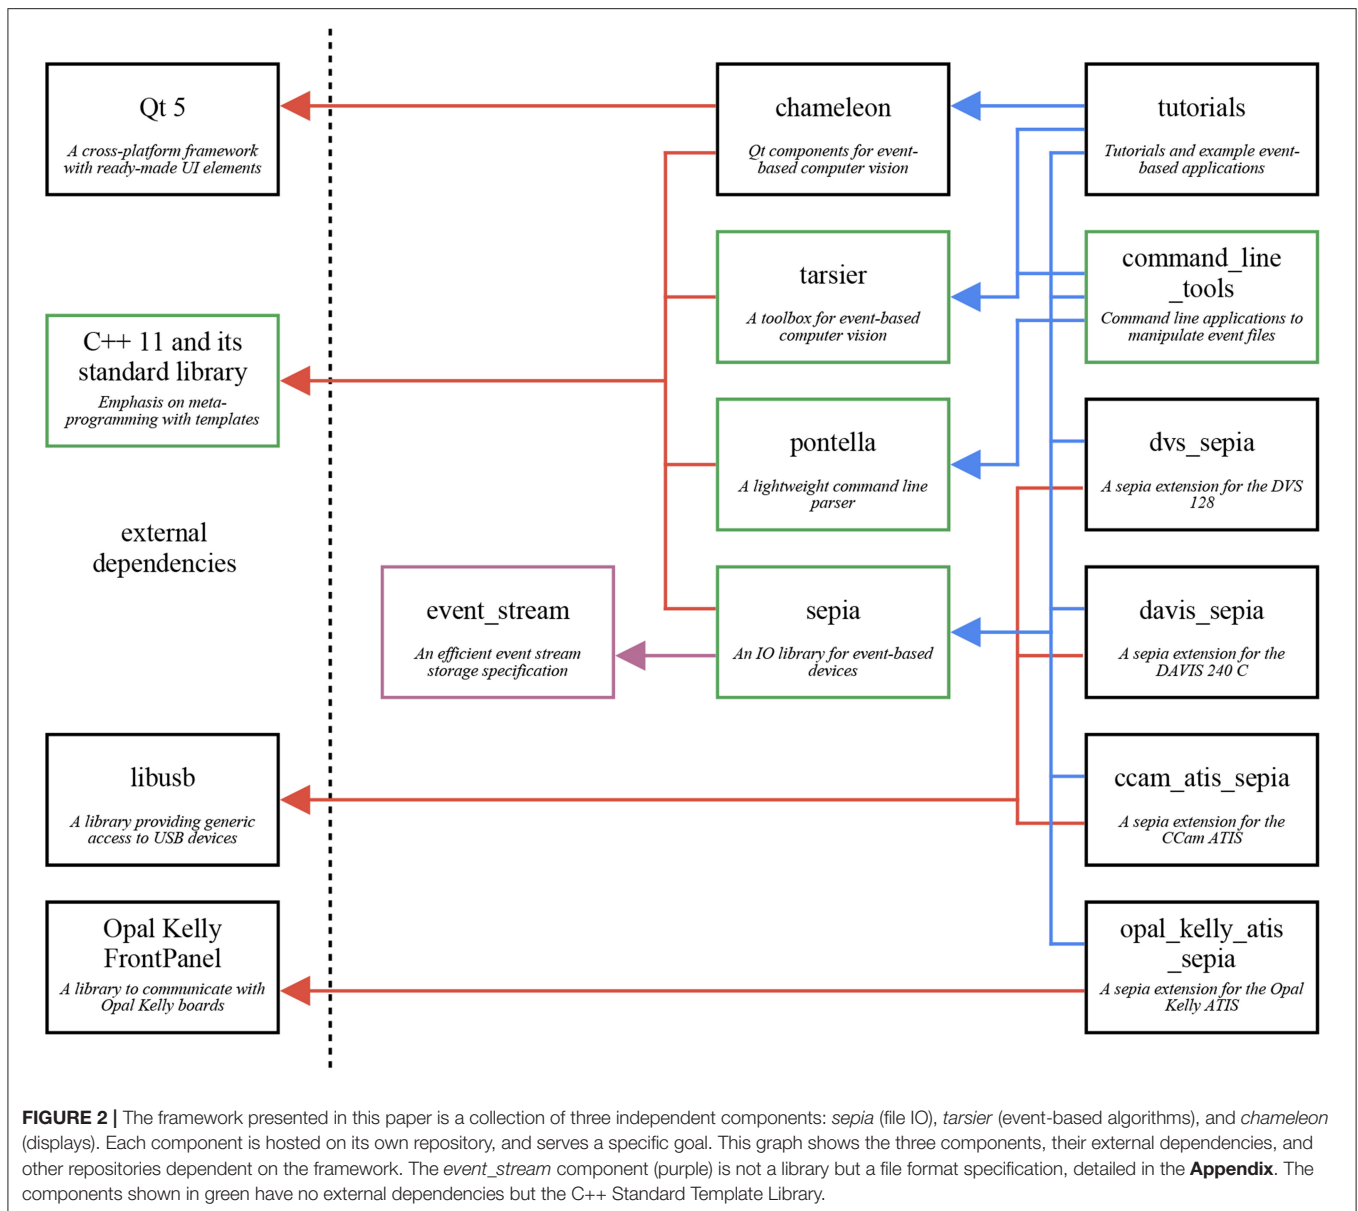 Qt 5
A cross-platform framework
with ready-made UI elements
chameleon
Qt components for event-
based computer vision
tutorials
Tutorials and example event-
based applications
tarsier
A toolbox for event-based
computer vision
command_line
_tools
Command line applications to
manipulate event files
C++ 11 and its
standard library
Emphasis on meta-
programming with templates
pontella
A lightweight command line
parser
dvs_sepia
A sepia extension for the DVS
128
external
dependencies
event_stream
An efficient event stream
storage specification
sepia
An IO library for event-based
devices
davis_sepia
A sepia extension for the
DAVIS 240 C
libusb
A library providing generic
access to USB devices
ccam_atis_sepia
A sepia extension for the
CCam ATIS
Opal Kelly
FrontPanel
A library to communicate with
Opal Kelly boards
opal_kelly_atis
_sepia
A sepia extension for the Opal
Kelly ATIS
FIGURE 2 | The framework presented in this paper is a collection of three independent components: sepia (file IO), tarsier (event-based algorithms), and chameleon
(displays). Each component is hosted on its own repository, and serves a specific goal. This graph shows the three components, their external dependencies, and
other repositories dependent on the framework. The event_stream component (purple) is not a library but a file format specification, detailed in the Appendix. The
components shown in green have no external dependencies but the C++ Standard Template Library.